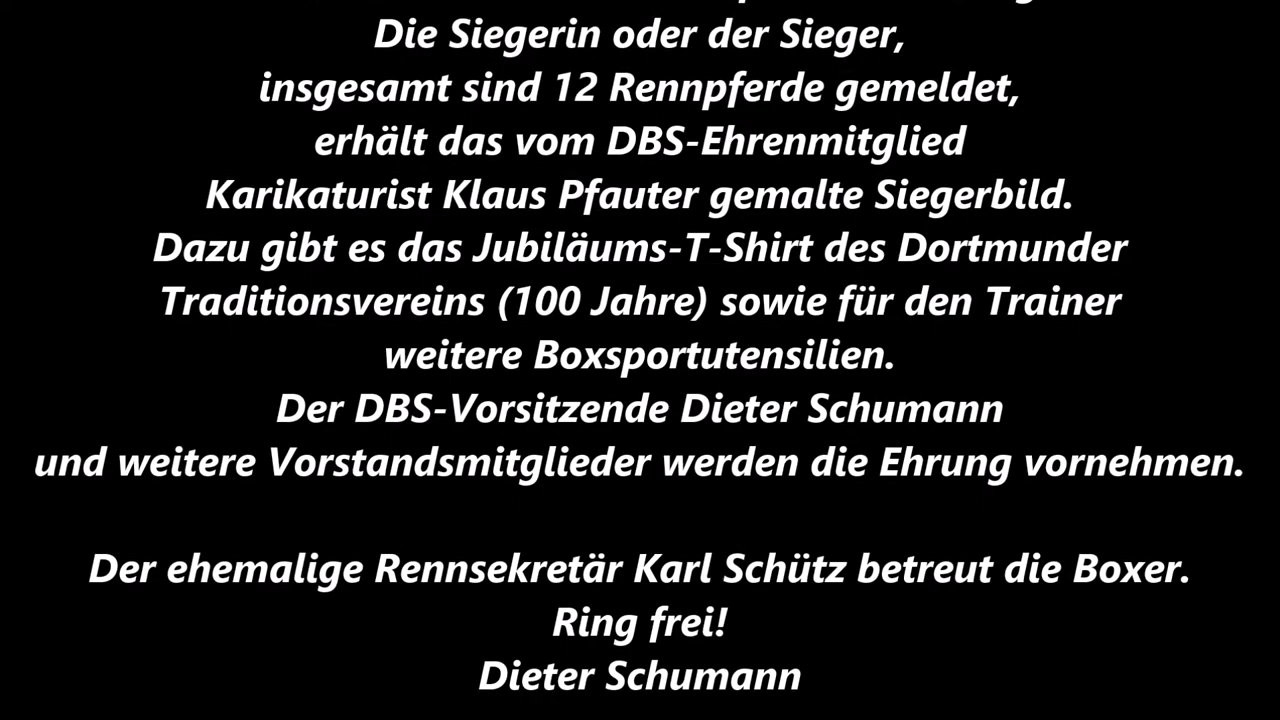 Die Siegerin oder der Sieger,
insgesamt sind 12 Rennpferde gemeldet,
erhält das vom DBS-Ehrenmitglied
Karikaturist Klaus Pfauter gemalte Siegerbild.
Dazu gibt es das Jubiläums-T-Shirt des Dortmunder
Traditionsvereins (100 Jahre) sowie für den Trainer
weitere Boxsportutensilien.
Der DBS-Vorsitzende Dieter Schumann
und weitere Vorstandsmitglieder werden die Ehrung vornehmen.
Der ehemalige Rennsekretär Karl Schütz betreut die Boxer.
Ring frei!
Dieter Schumann